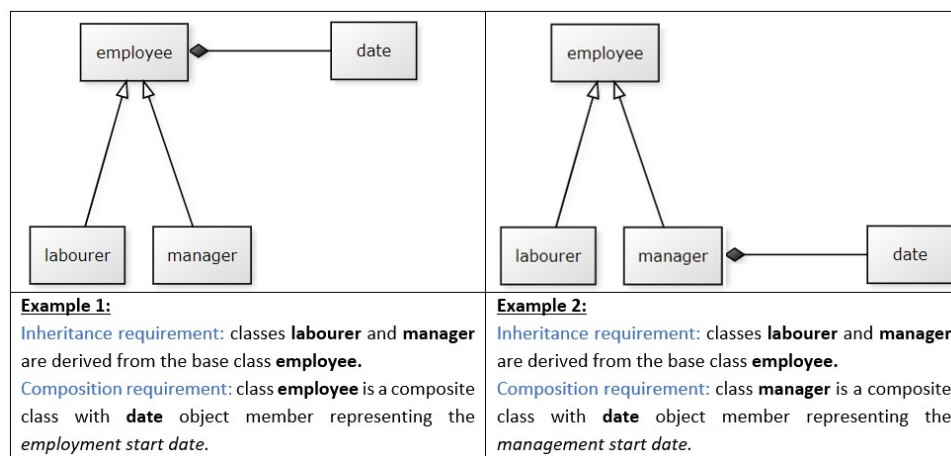 employee
date
labourer
manager
Example 1:
Inheritance requirement: classes labourer and manager
are derived from the base class employee.
Composition requirement: class employee is a composite
class with date object member representing the
employment start date.
employee
labourer
manager
date
Example 2:
Inheritance requirement: classes labourer and manager
are derived from the base class employee.
Composition requirement: class manager is a composite
class with date object member representing the
management start date.